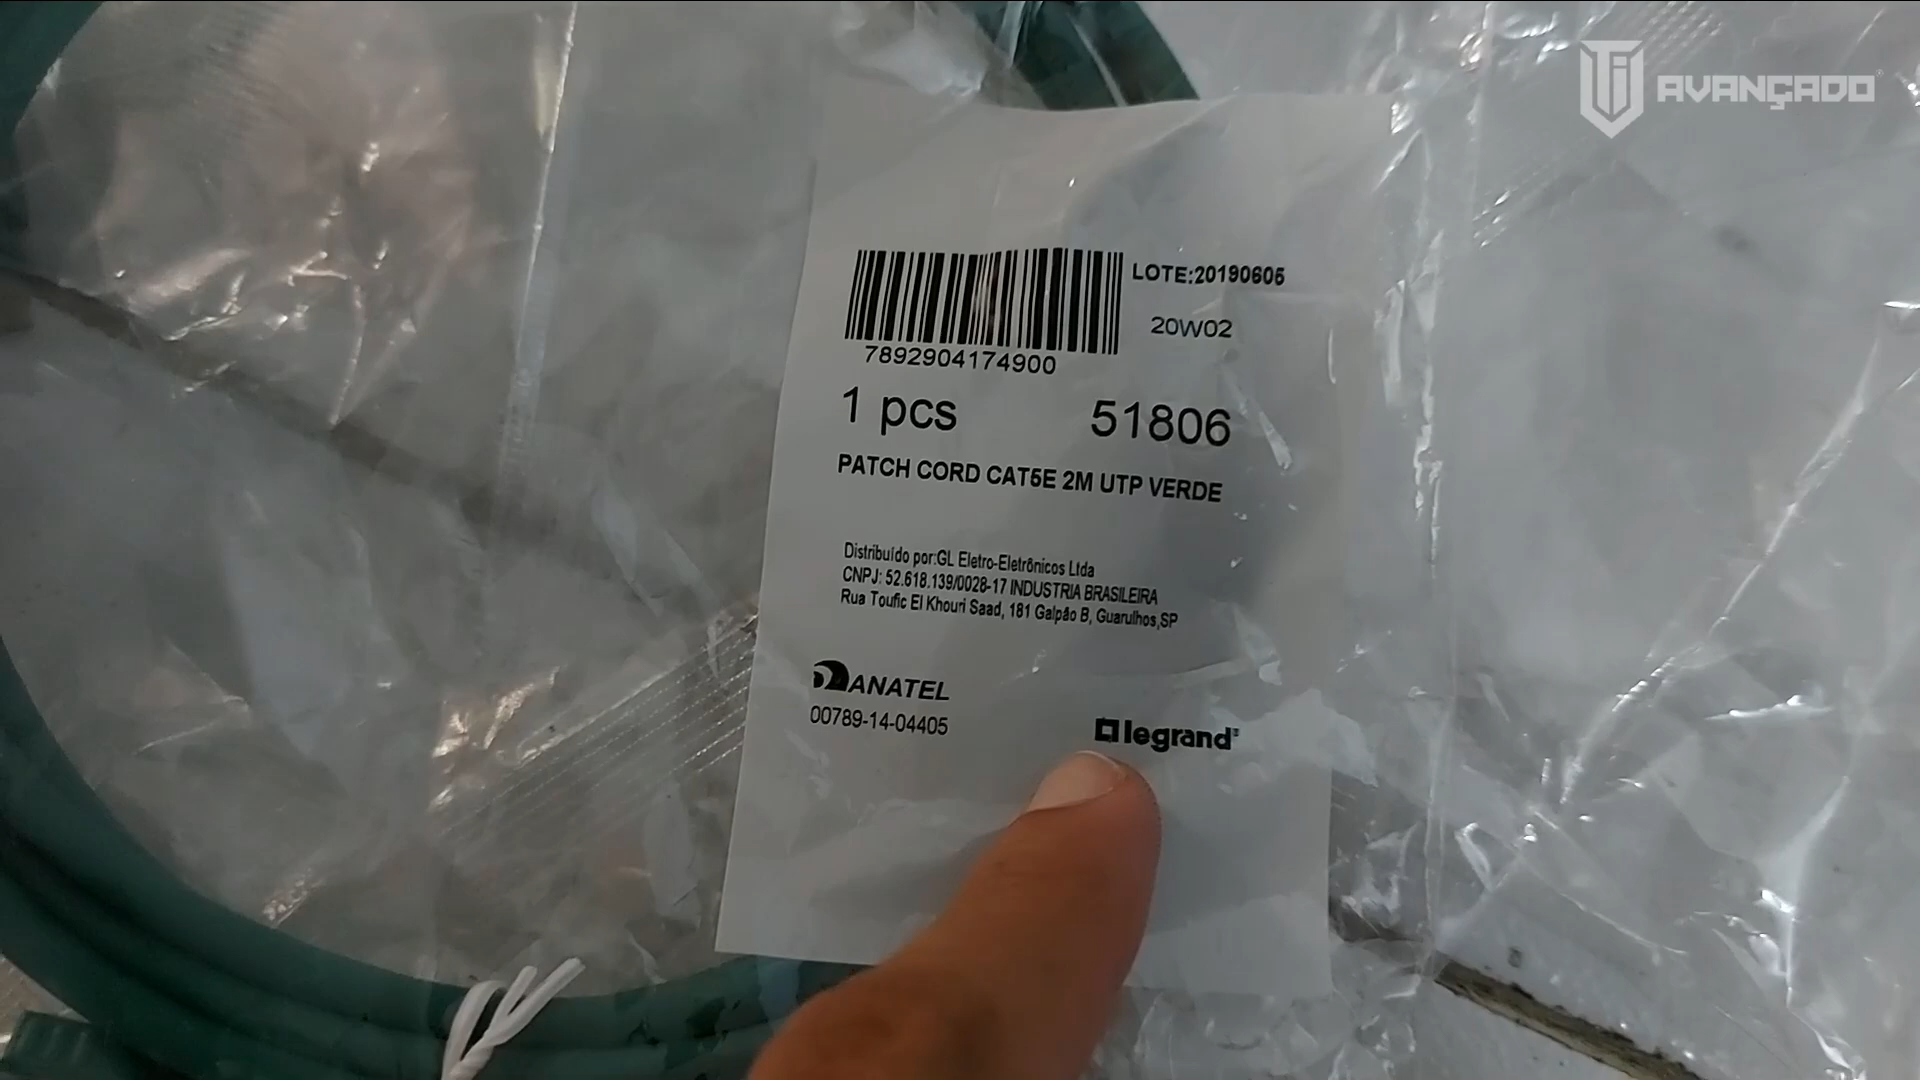 TI AVANÇADO
LOTE:20190605
20W02
7892904174900
1 pcs 51806
PATCH CORD CAT5E 2M UTP VERDE
Distribuído por:GL Eletro-Eletrônicos Ltda
CNPJ: 52.618.139/0028-17 INDUSTRIA BRASILEIRA
Rua Toufic El Khouri Saad, 181 Galpão B, Guarulhos,SP
ANATEL
00789-14-04405
legrand®